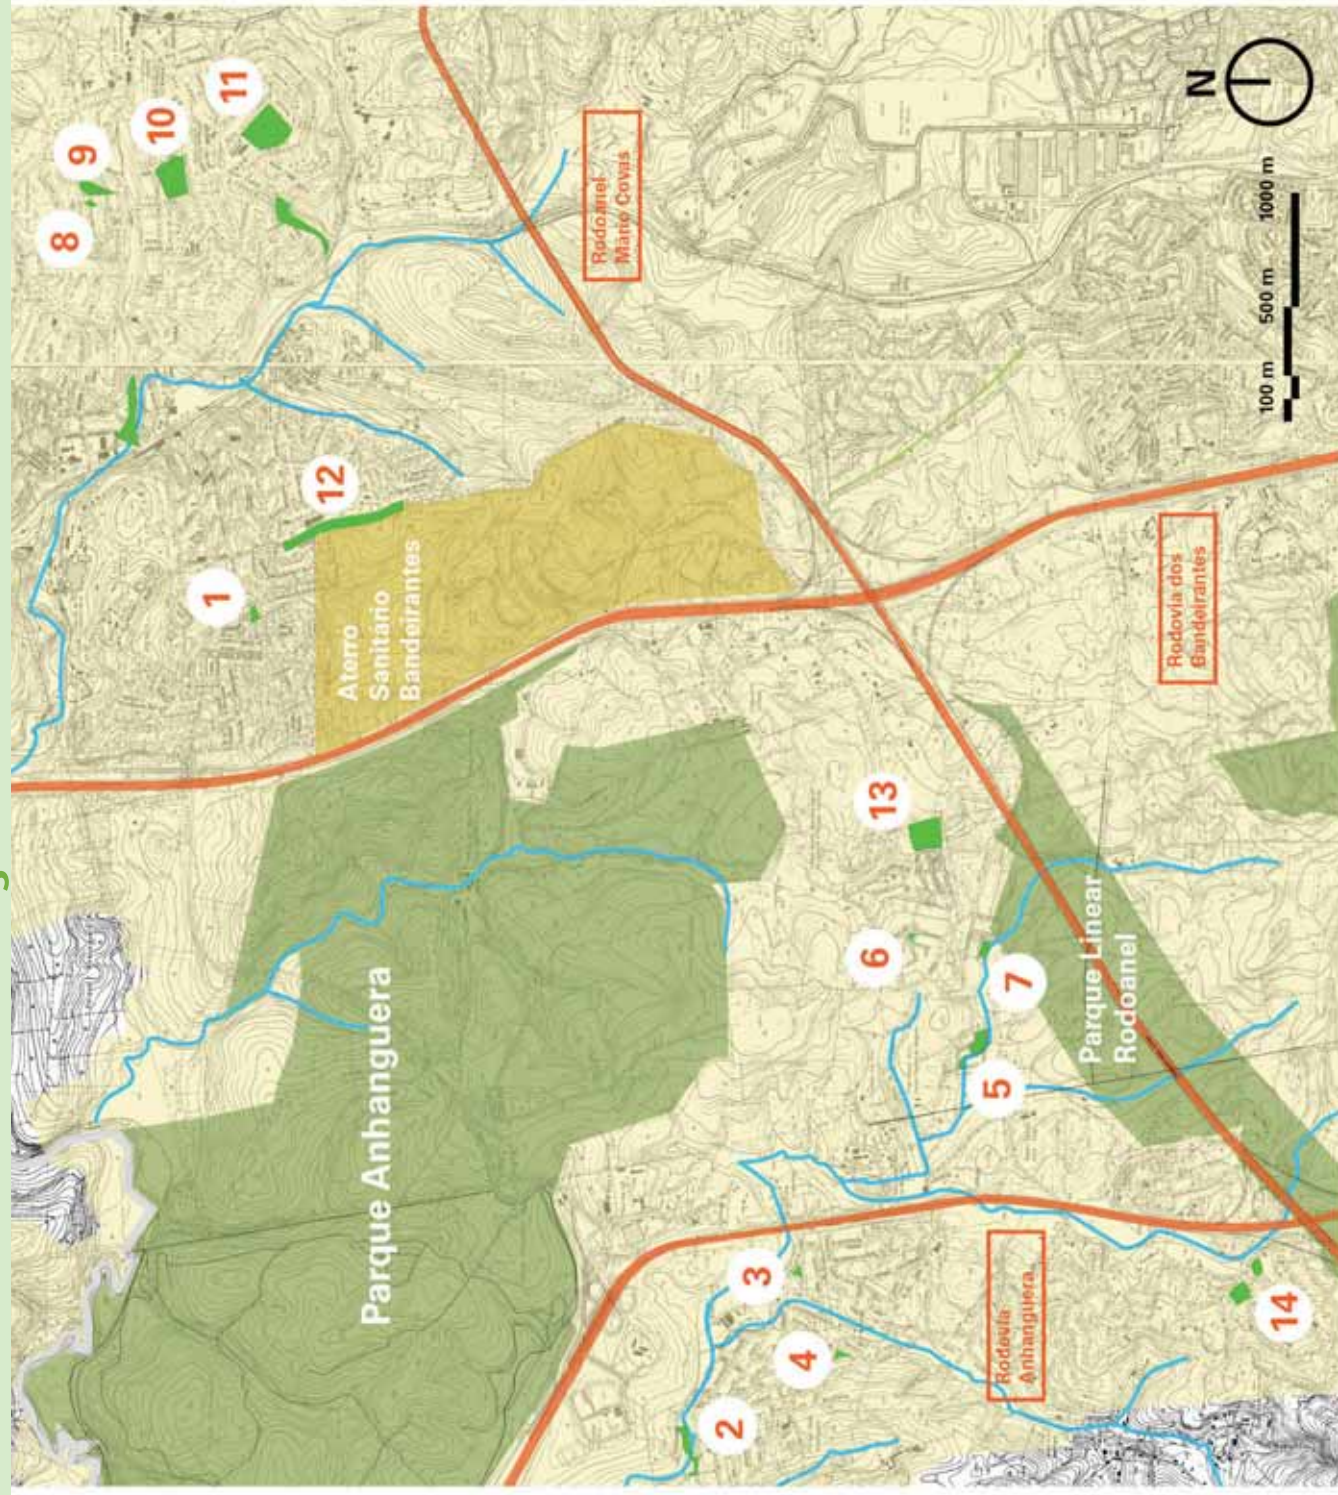 11
10
9
8
N
Rodoanel
Mário Covas
100 m 500 m 1000 m
12
1
Aterro
Sanitário
Bandeirantes
Rodovia dos
Bandeirantes
13
6
7
Parque Linear
Rodoanel
Parque Anhanguera
5
3
4
2
Rodovia
Anhanguera
14